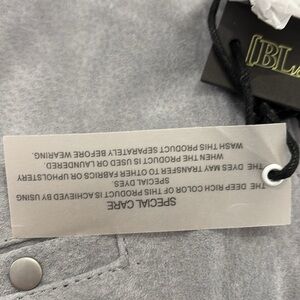 [BL
SPECIAL CARE
THE DEEP RICH COLOR OF THIS PRODUCT IS ACHIEVED BY USING
SPECIAL DYES.
THE DYES MAY TRANSFER TO OTHER FABRICS OR UPHOLSTERY
WHEN THE PRODUCT IS USED OR LAUNDERED.
WASH THIS PRODUCT SEPARATELY BEFORE WEARING.